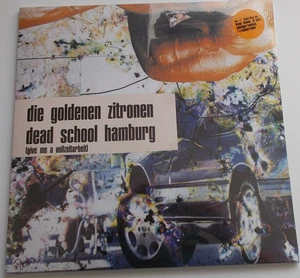 die goldenen zitronen
dead school hamburg
(give me a vollzeitarbeit)